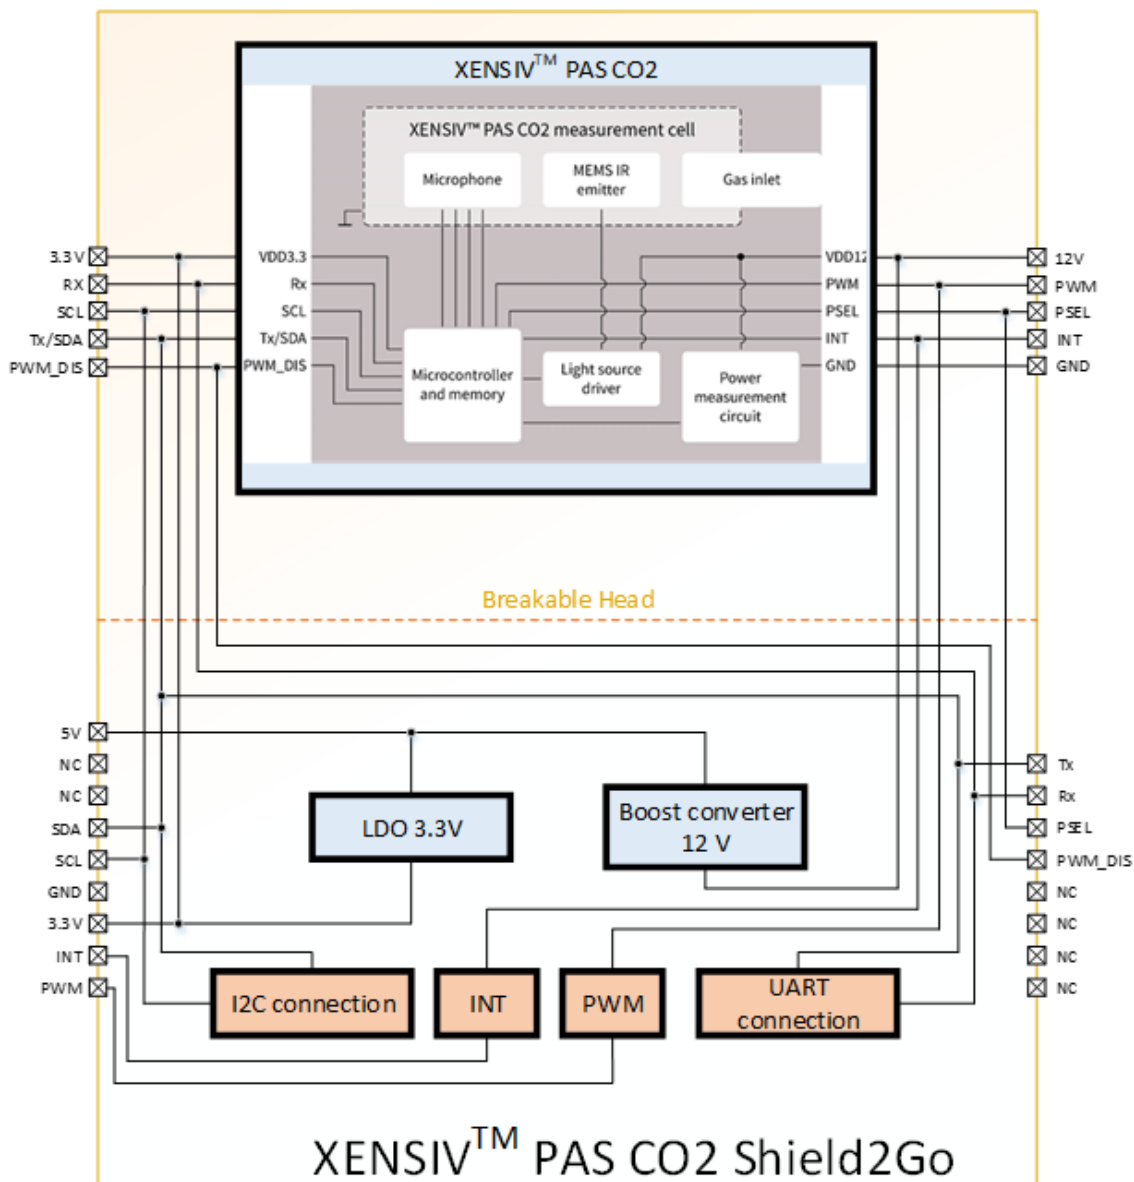 XENSIV™ PAS CO2
XENSIV™ PAS CO2 measurement cell
Microphone
MEMS IR
emitter
Gas inlet
3.3V
RX
SCL
Tx/SDA
PWM_DIS
VDD3.3
Rx
SCL
Tx/SDA
PWM_DIS
VDD12
PWM
PSEL
INT
GND
12V
PWM
PSEL
INT
GND
Microcontroller
and memory
Light source
driver
Power
measurement
circuit
Breakable Head
5V
NC
NC
SDA
SCL
GND
3.3V
INT
PWM
LDO 3.3V
Boost converter
12 V
Tx
Rx
PSEL
PWM_DIS
NC
NC
NC
NC
I2C connection
INT
PWM
UART
connection
XENSIV™ PAS CO2 Shield2Go